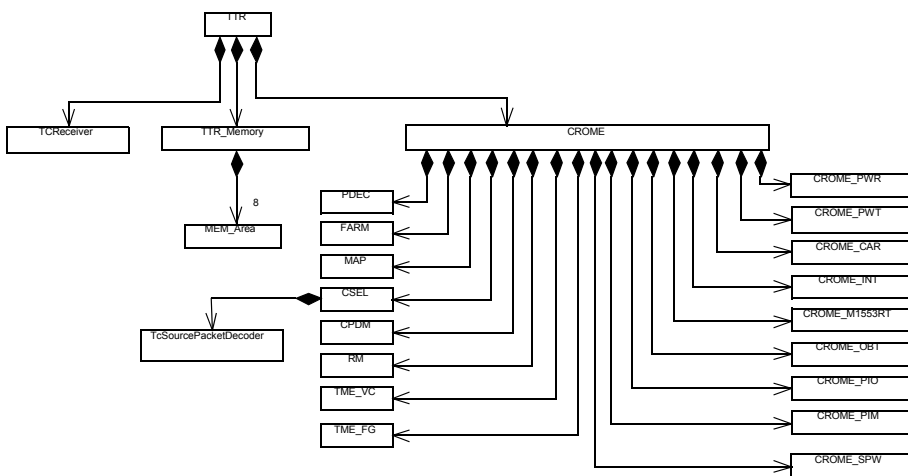 TTR
TCReceiver
TTR_Memory
CROME
8
MEM_Area
PDEC
FARM
MAP
CSEL
CPDM
RM
TME_VC
TME_FG
TcSourcePacketDecoder
CROME_PWR
CROME_PWT
CROME_CAR
CROME_INT
CROME_M1553RT
CROME_OBT
CROME_PIO
CROME_PIM
CROME_SPW